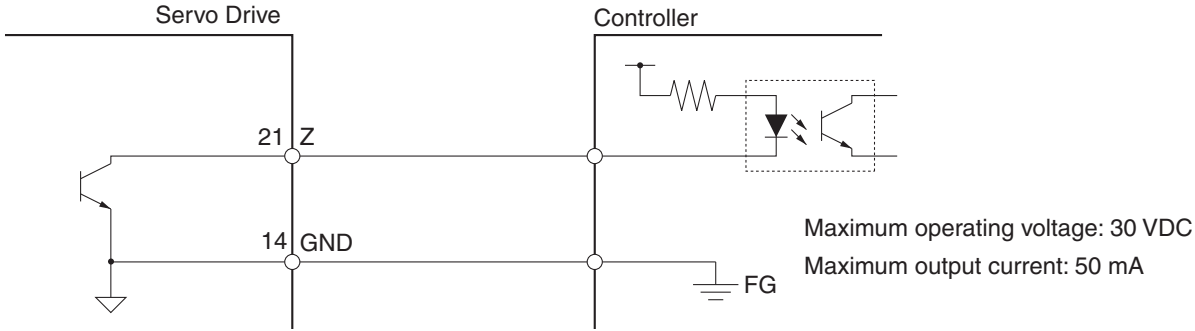 Servo Drive
Controller
21 Z
14 GND
FG
Maximum operating voltage: 30 VDC
Maximum output current: 50 mA